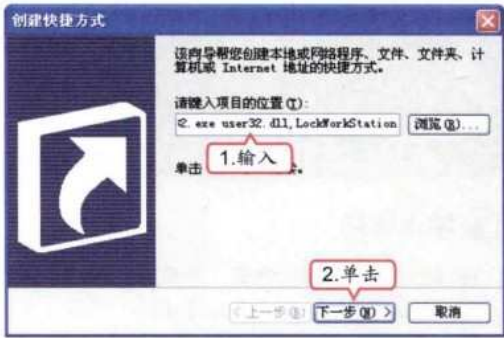 创建快捷方式
该向导帮您创建本地或网络程序、文件、文件夹、计
算机或 Internet 地址的快捷方式。
请键入项目的位置(T):
2.exe user32.dll,LockWorkStation
浏览(R)...
1.输入
单击
2.单击
<上一步(B)
下一步(N) >
取消